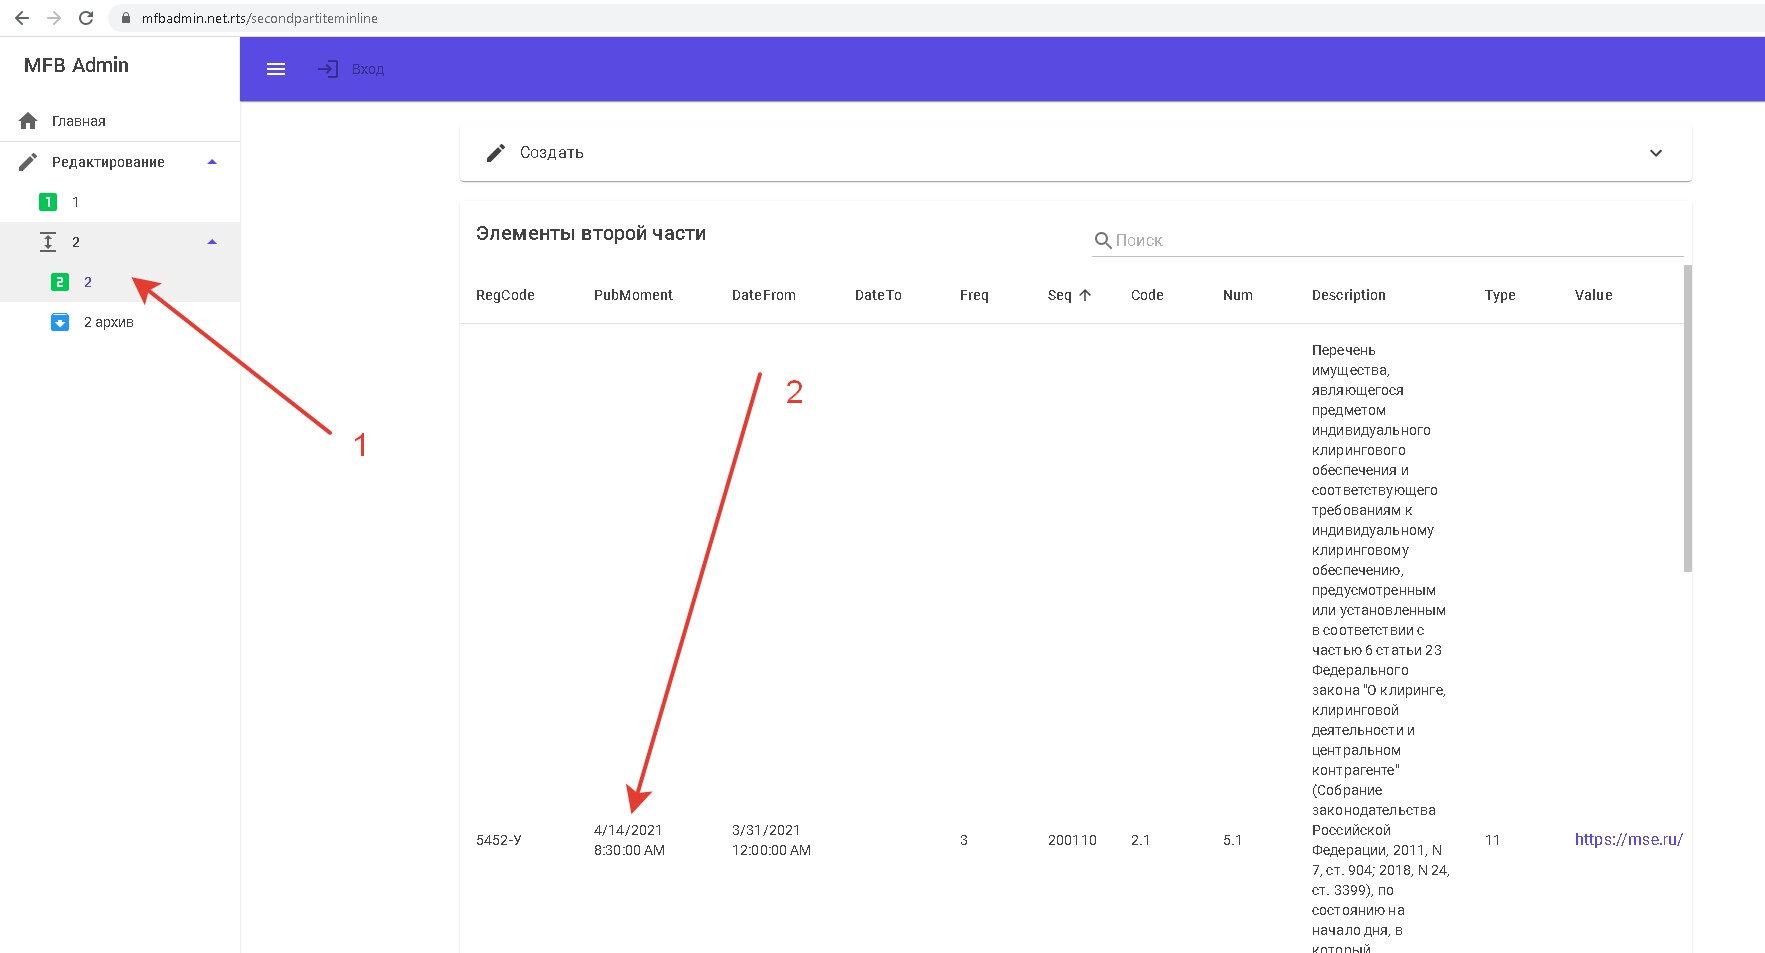 mfbadmin.net.rts/secondpartiteminline
MFB Admin
Вход
Главная
Редактирование
1
2
2
2 архив
1
2
Создать
Элементы второй части
Поиск
RegCode PubMoment DateFrom DateTo Freq Seq Code Num Description Type Value
5452-У
4/14/2021
8:30:00 AM
3/31/2021
12:00:00 AM
3
200110
2.1
5.1
Перечень
имущества,
являющегося
предметом
индивидуального
клирингового
обеспечения и
соответствующего
требованиям к
индивидуальному
клиринговому
обеспечению,
предусмотренным
или установленным
в соответствии с
частью 6 статьи 23
Федерального
закона "О клиринге,
клиринговой
деятельности и
центральном
контрагенте"
(Собрание
законодательства
Российской
Федерации, 2011, N
7, ст. 904; 2018, N 24,
ст. 3399), по
состоянию на
начало дня, в
который
11
https://mse.ru/